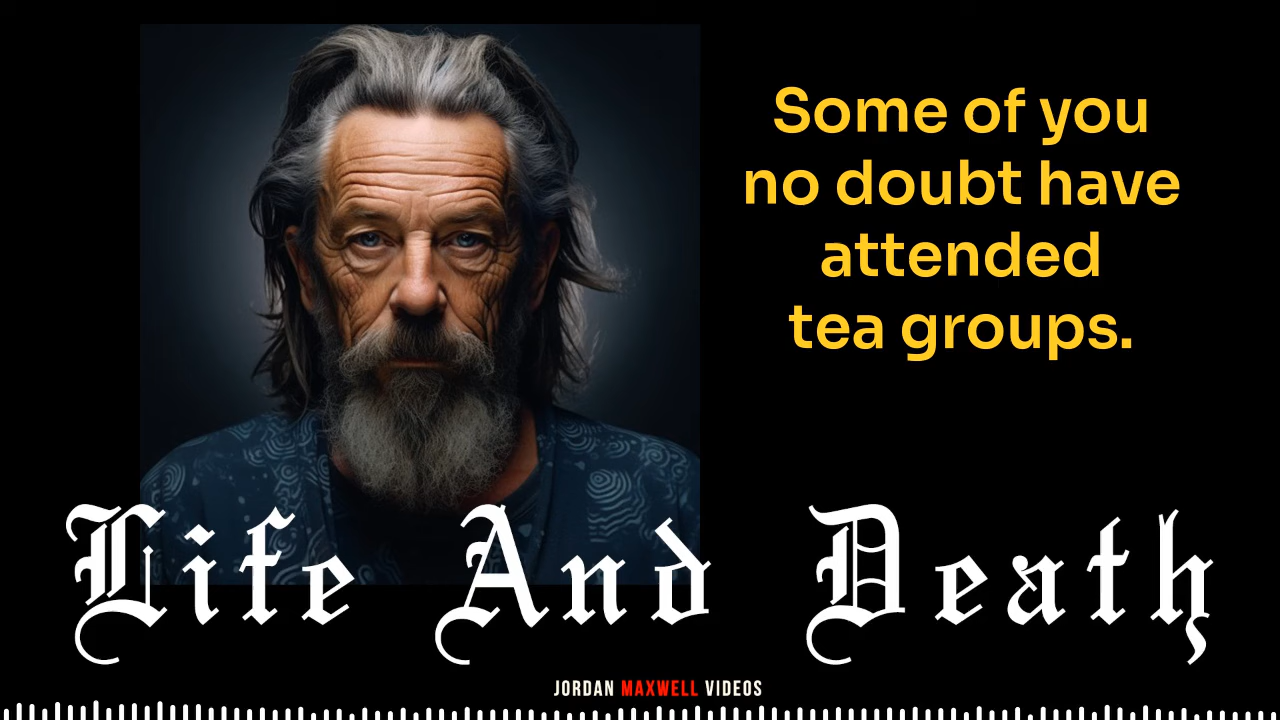 Some of you
no doubt have
attended
tea groups.
Life And Death
JORDAN MAXWELL VIDEOS